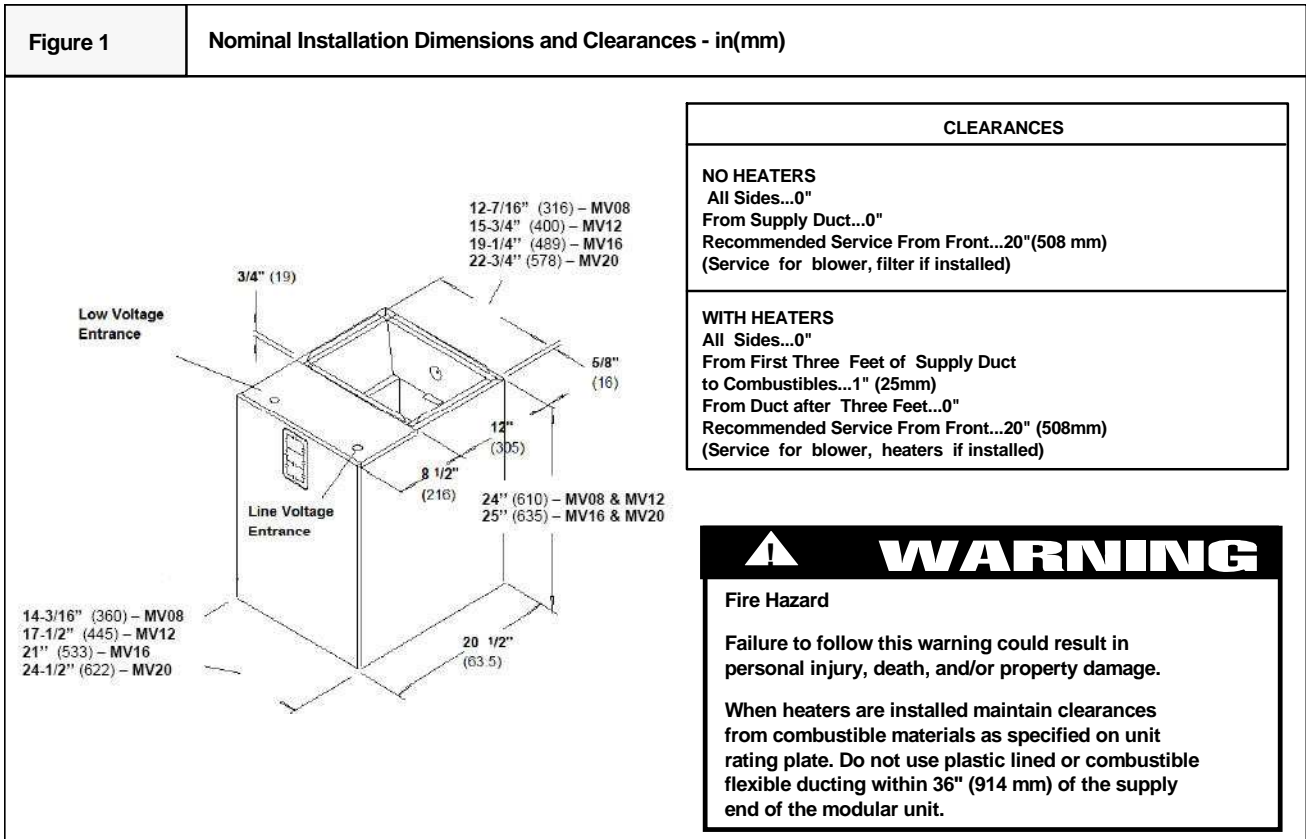 Figure 1
Nominal Installation Dimensions and Clearances - in(mm)
12-7/16" (316) – MV08
15-3/4" (400) – MV12
19-1/4" (489) – MV16
22-3/4" (578) – MV20
3/4" (19)
Low Voltage
Entrance
5/8"
(16)
12"
(305)
8 1/2"
(216)
24" (610) – MV08 & MV12
25" (635) – MV16 & MV20
Line Voltage
Entrance
14-3/16" (360) – MV08
17-1/2" (445) – MV12
21" (533) – MV16
24-1/2" (622) – MV20
20 1/2"
(63.5)
CLEARANCES
NO HEATERS
All Sides...0"
From Supply Duct...0"
Recommended Service From Front...20"(508 mm)
(Service for blower, filter if installed)
WITH HEATERS
All Sides...0"
From First Three Feet of Supply Duct
to Combustibles...1" (25mm)
From Duct after Three Feet...0"
Recommended Service From Front...20" (508mm)
(Service for blower, heaters if installed)
WARNING
Fire Hazard
Failure to follow this warning could result in
personal injury, death, and/or property damage.
When heaters are installed maintain clearances
from combustible materials as specified on unit
rating plate. Do not use plastic lined or combustible
flexible ducting within 36" (914 mm) of the supply
end of the modular unit.